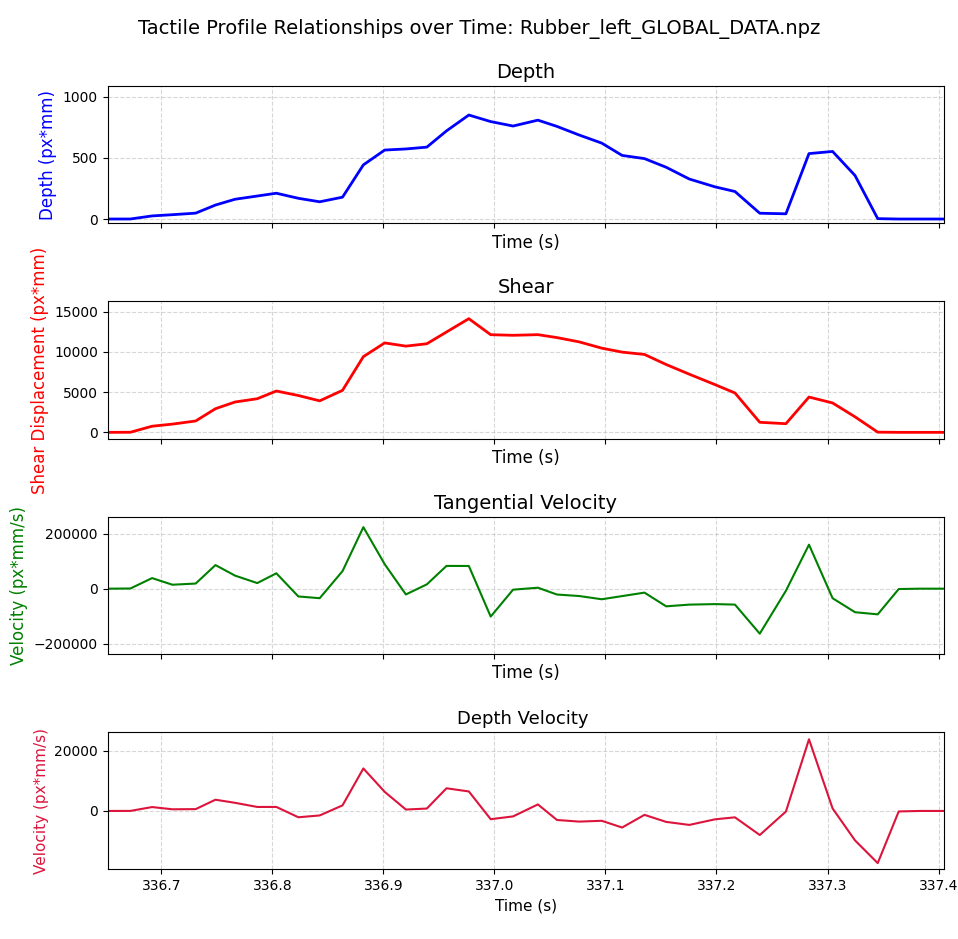 Tactile Profile Relationships over Time: Rubber_left_GLOBAL_DATA.npz
Depth
Depth (px*mm)
1000
500
0
Time (s)
Shear
Shear Displacement (px*mm)
15000
10000
5000
0
Time (s)
Tangential Velocity
Velocity (px*mm/s)
200000
0
−200000
Time (s)
Depth Velocity
Velocity (px*mm/s)
20000
0
336.7 336.8 336.9 337.0 337.1 337.2 337.3 337.4
Time (s)